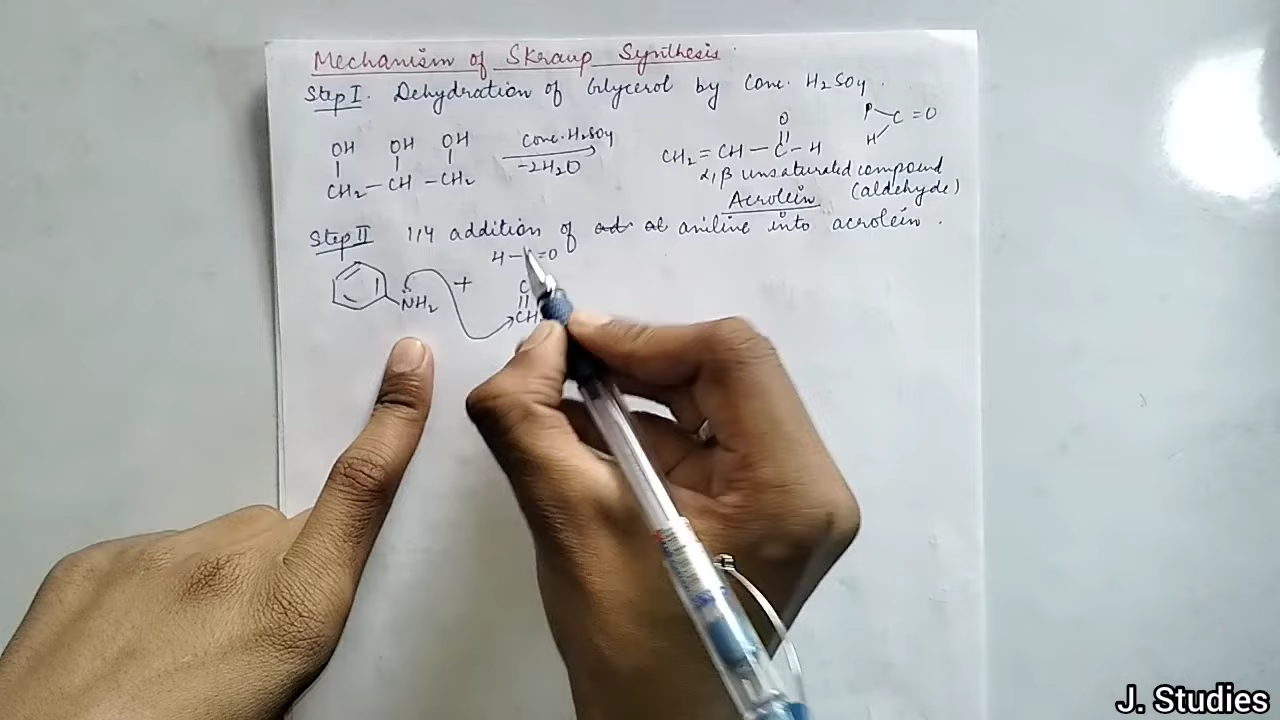 Mechanism of Skraup Synthesis
Step I. Dehydration of Glycerol by Conc. H2SO4.
OH OH OH
CH2–CH–CH2
Conc. H2SO4
-2H2O
O
CH2=CH–C–H
R C=O
H
α,β unsaturated compound
(aldehyde)
Acrolein
Step II 1,4 addition of aniline into acrolein.
H– =O
NH2 + C
CH
J. Studies